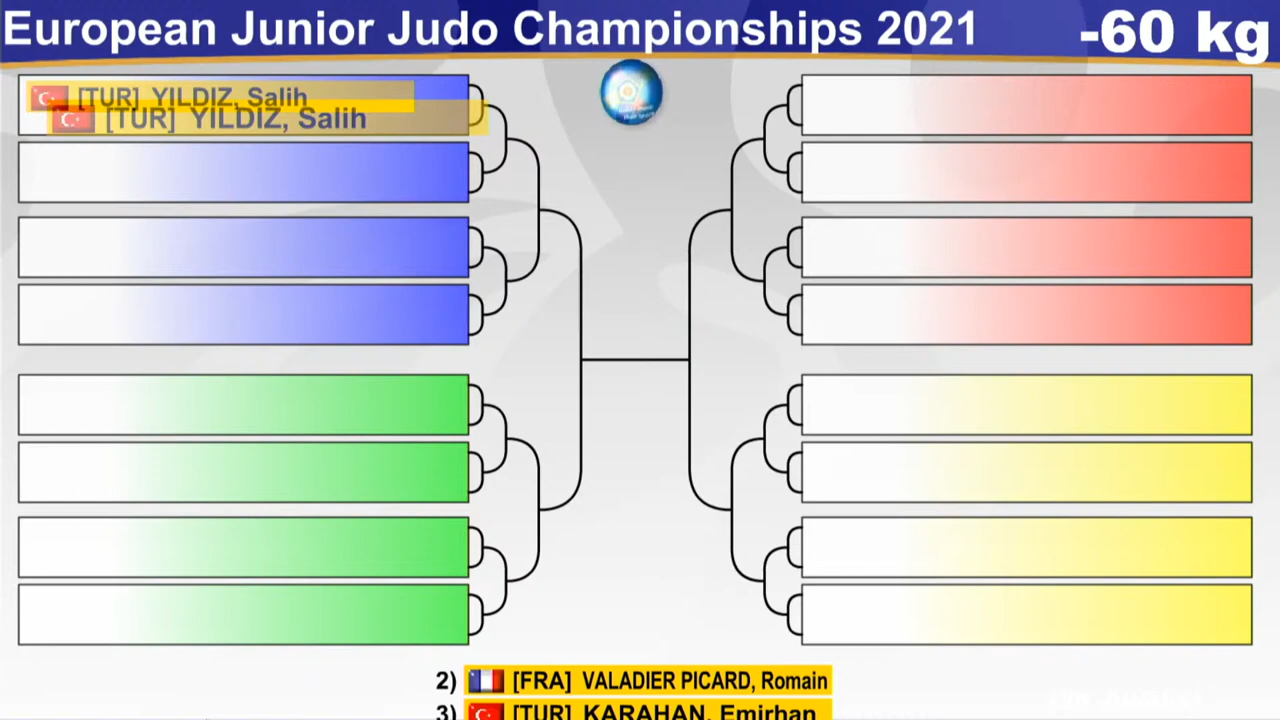 European Junior Judo Championships 2021
-60 kg
[TUR] YILDIZ, Salih
[TUR] YILDIZ, Salih
2) [FRA] VALADIER PICARD, Romain
3) [TUR] KARAHAN, Emirhan